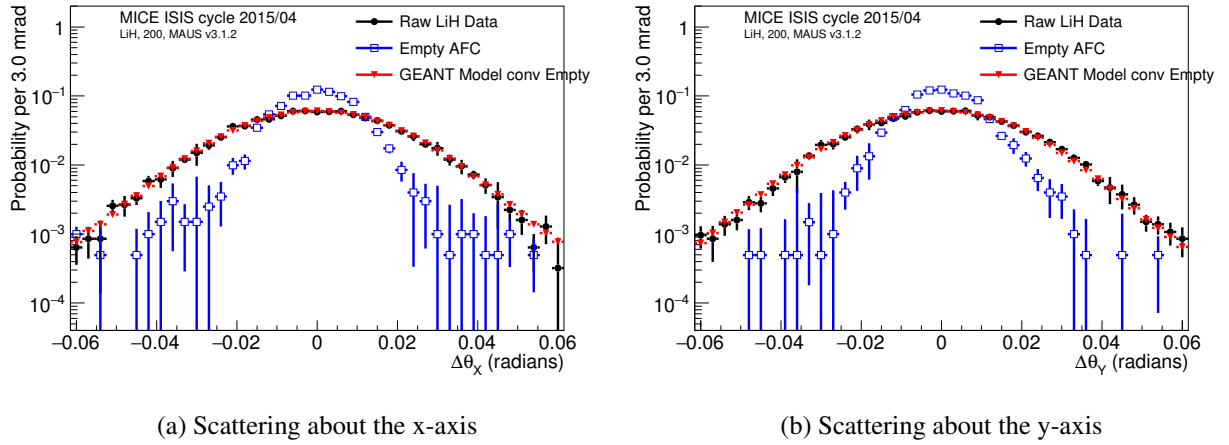 MICE ISIS cycle 2015/04
LiH, 200, MAUS v3.1.2
Raw LiH Data
Empty AFC
GEANT Model conv Empty
Probability per 3.0 mrad
1
10⁻¹
10⁻²
10⁻³
10⁻⁴
−0.06 −0.04 −0.02 0 0.02 0.04 0.06
Δθ_X (radians)
(a) Scattering about the x-axis
MICE ISIS cycle 2015/04
LiH, 200, MAUS v3.1.2
Raw LiH Data
Empty AFC
GEANT Model conv Empty
Probability per 3.0 mrad
1
10⁻¹
10⁻²
10⁻³
10⁻⁴
−0.06 −0.04 −0.02 0 0.02 0.04 0.06
Δθ_Y (radians)
(b) Scattering about the y-axis